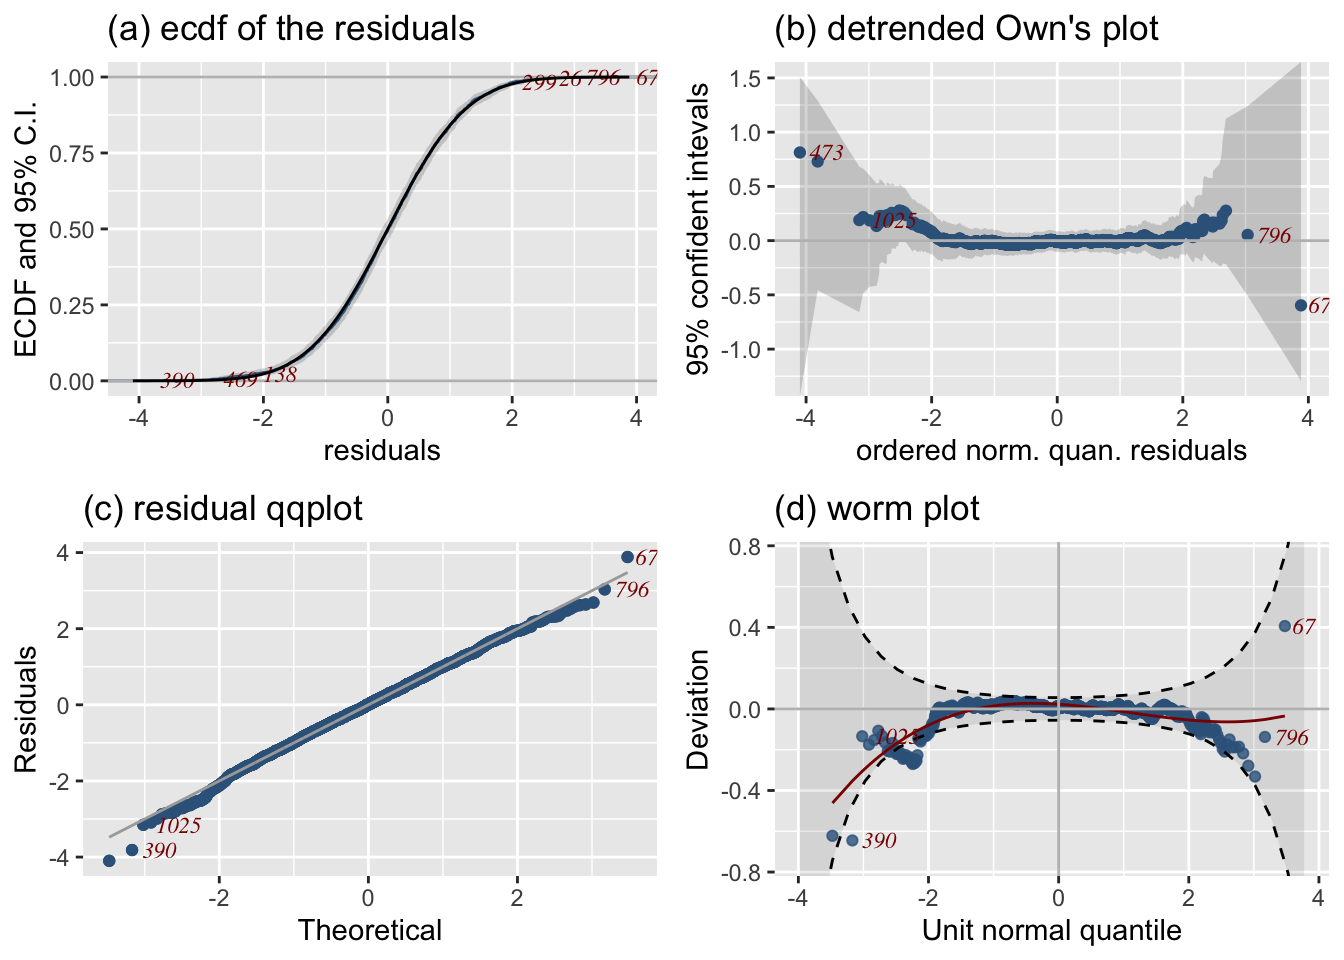 (a) ecdf of the residuals
ECDF and 95% C.I.
1.00
0.75
0.50
0.25
0.00
299 26 796 67
390 469 138
-4 -2 0 2 4
residuals
(b) detrended Own's plot
95% confident intevals
1.5
1.0
0.5
0.0
-0.5
-1.0
473
1025
796
67
-4 -2 0 2 4
ordered norm. quan. residuals
(c) residual qqplot
Residuals
4
2
0
-2
-4
67
796
1025
390
-2 0 2
Theoretical
(d) worm plot
Deviation
0.8
0.4
0.0
-0.4
-0.8
67
1025
796
390
-4 -2 0 2 4
Unit normal quantile